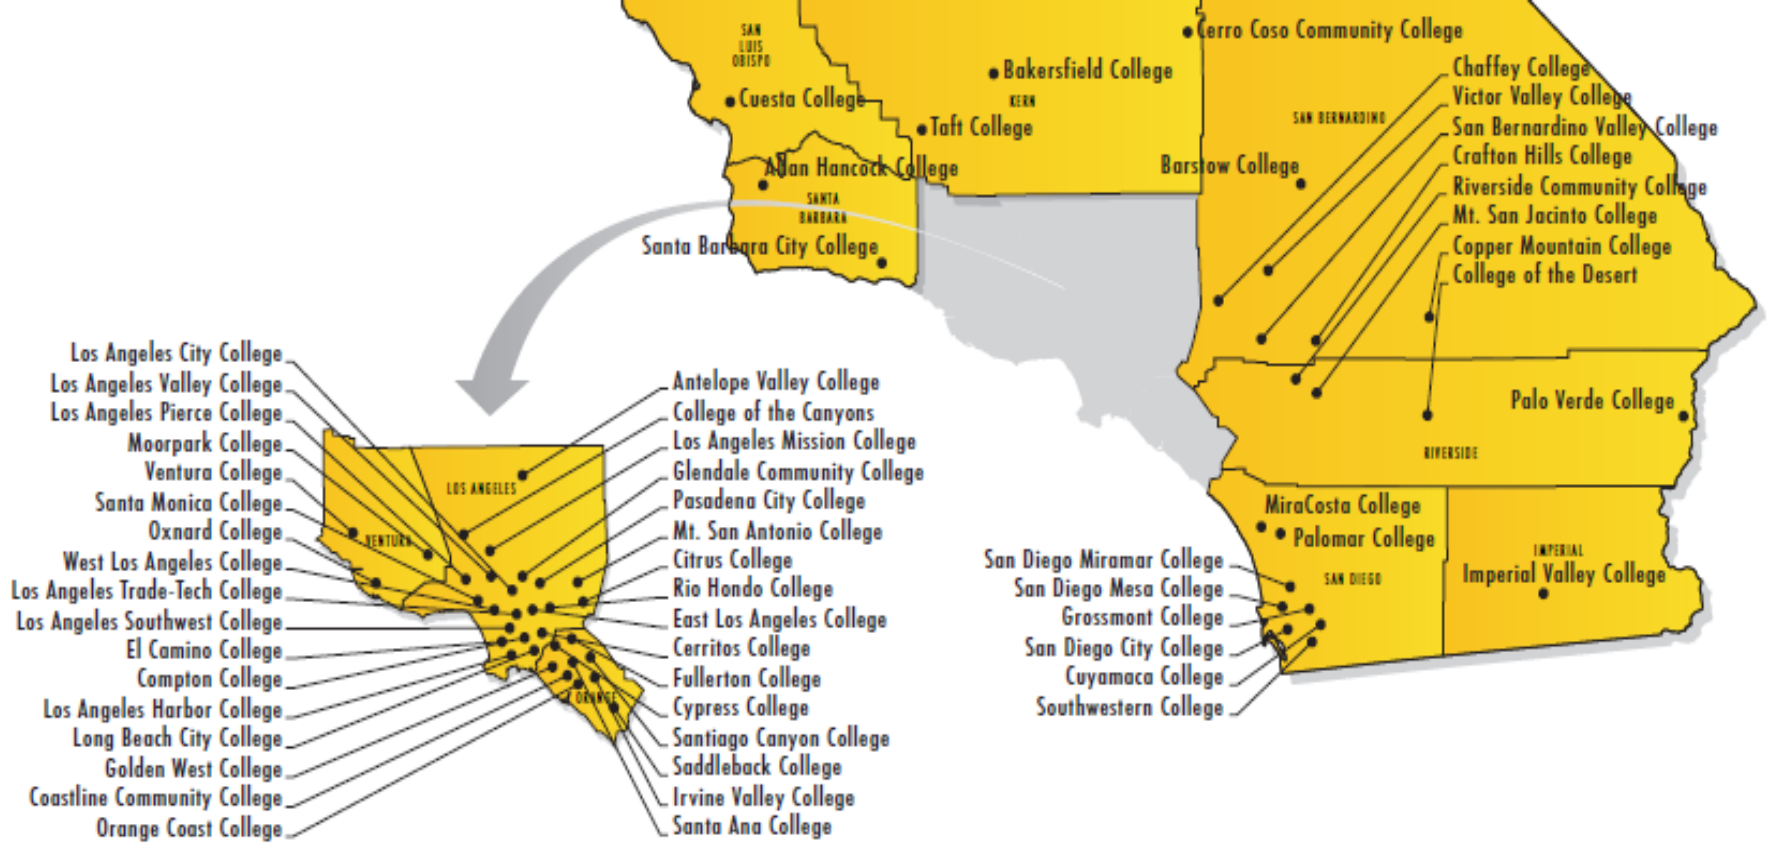 SAN
LUIS
OBISPO
Cerro Coso Community College
Bakersfield College
KERN
Cuesta College
Taft College
SAN BERNARDINO
Chaffey College
Victor Valley College
San Bernardino Valley College
Crafton Hills College
Riverside Community College
Mt. San Jacinto College
Copper Mountain College
College of the Desert
Barstow College
Allan Hancock College
SANTA
BARBARA
Santa Barbara City College
Los Angeles City College
Los Angeles Valley College
Los Angeles Pierce College
Moorpark College
Ventura College
Santa Monica College
Oxnard College
West Los Angeles College
Los Angeles Trade-Tech College
Los Angeles Southwest College
El Camino College
Compton College
Los Angeles Harbor College
Long Beach City College
Golden West College
Coastline Community College
Orange Coast College
LOS ANGELES
VENTURA
ORANGE
Antelope Valley College
College of the Canyons
Los Angeles Mission College
Glendale Community College
Pasadena City College
Mt. San Antonio College
Citrus College
Rio Hondo College
East Los Angeles College
Cerritos College
Fullerton College
Cypress College
Santiago Canyon College
Saddleback College
Irvine Valley College
Santa Ana College
Palo Verde College
RIVERSIDE
MiraCosta College
Palomar College
San Diego Miramar College
San Diego Mesa College
Grossmont College
San Diego City College
Cuyamaca College
Southwestern College
SAN DIEGO
IMPERIAL
Imperial Valley College